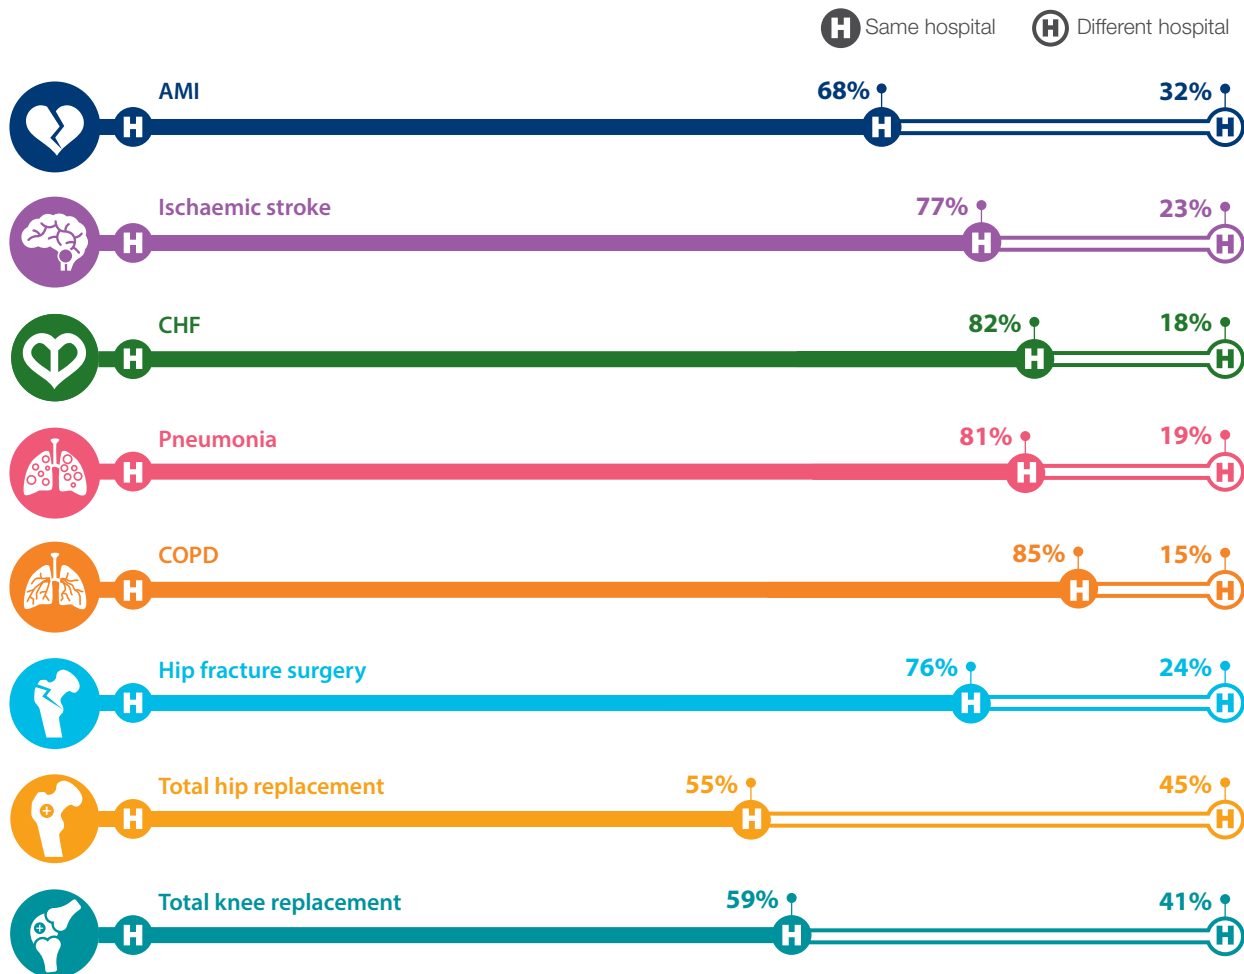 H Same hospital H Different hospital
AMI 68% 32%
H H H
Ischaemic stroke 77% 23%
H H H
CHF 82% 18%
H H H
Pneumonia 81% 19%
H H H
COPD 85% 15%
H H H
Hip fracture surgery 76% 24%
H H H
Total hip replacement 55% 45%
H H H
Total knee replacement 59% 41%
H H H